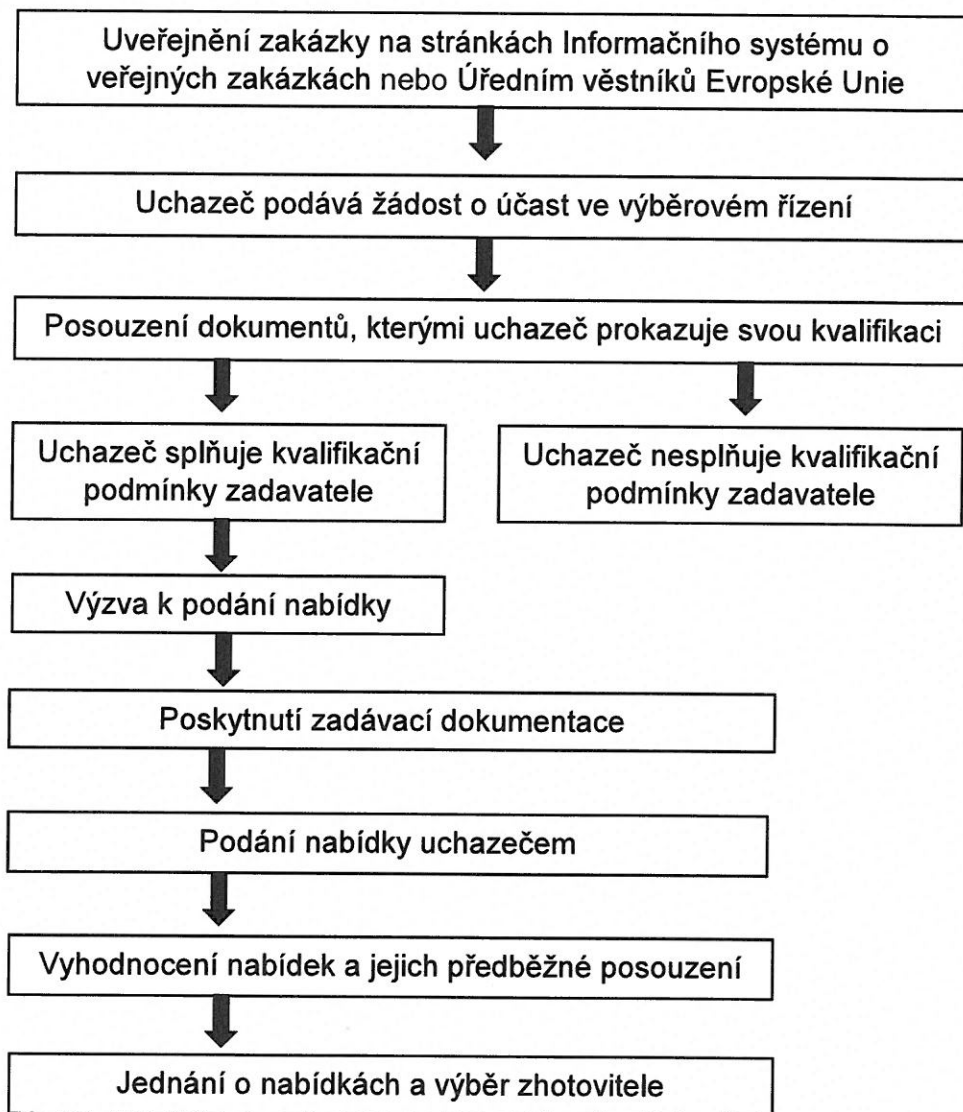 Uveřejnění zakázky na stránkách Informačního systému o
veřejných zakázkách nebo Úředním věstníků Evropské Unie
Uchazeč podává žádost o účast ve výběrovém řízení
Posouzení dokumentů, kterými uchazeč prokazuje svou kvalifikaci
Uchazeč splňuje kvalifikační
podmínky zadavatele
Uchazeč nesplňuje kvalifikační
podmínky zadavatele
Výzva k podání nabídky
Poskytnutí zadávací dokumentace
Podání nabídky uchazečem
Vyhodnocení nabídek a jejich předběžné posouzení
Jednání o nabídkách a výběr zhotovitele